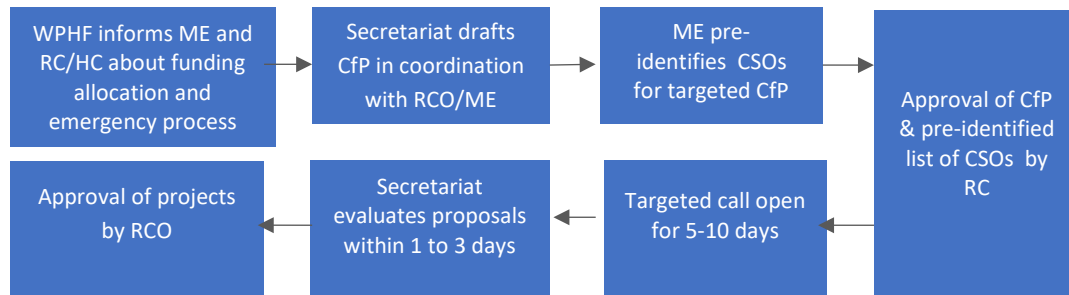 WPHF informs ME and
RC/HC about funding
allocation and
emergency process
Secretariat drafts
CfP in coordination
with RCO/ME
ME pre-
identifies CSOs
for targeted CfP
Approval of CfP
& pre-identified
list of CSOs by
RC
Targeted call open
for 5-10 days
Secretariat
evaluates proposals
within 1 to 3 days
Approval of projects
by RCO